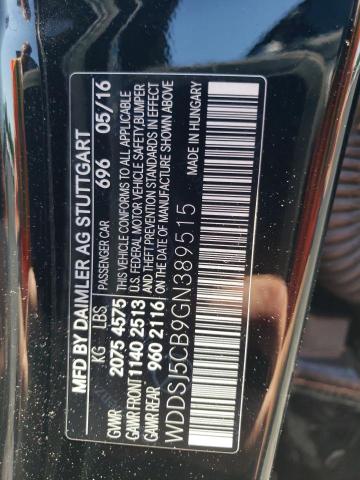 MFD BY DAIMLER AG STUTTGART
KG LBS PASSENGER CAR 696 05/16
GVWR 2075 4575 THIS VEHICLE CONFORMS TO ALL APPLICABLE
GAWR FRONT 1140 2513 U.S. FEDERAL MOTOR VEHICLE SAFETY,BUMPER
GAWR REAR 960 2116 AND THEFT PREVENTION STANDARDS IN EFFECT
ON THE DATE OF MANUFACTURE SHOWN ABOVE
WDDSJ5CB9GN389515 MADE IN HUNGARY